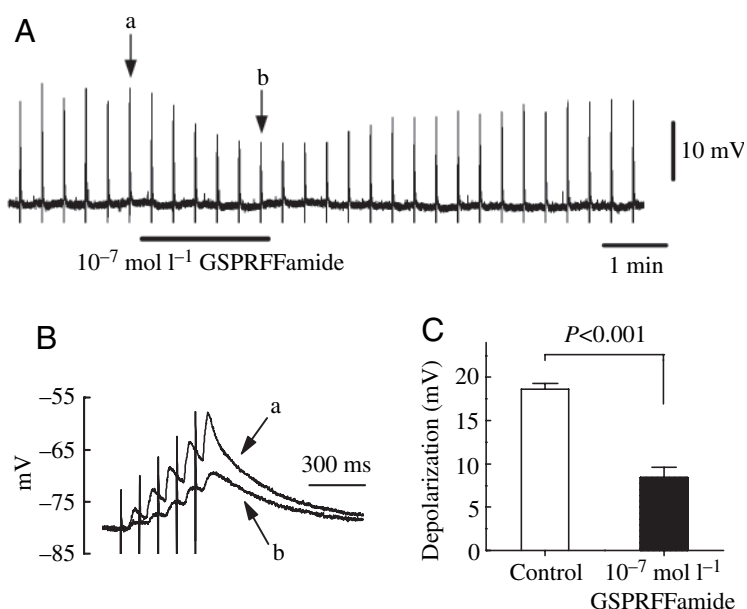 A
a
b
10 mV
10⁻⁷ mol l⁻¹ GSPRFFamide
1 min
B
−55
−65
−75
−85
mV
a
300 ms
b
C
P<0.001
20
15
10
5
0
Depolarization (mV)
Control
10⁻⁷ mol l⁻¹
GSPRFFamide